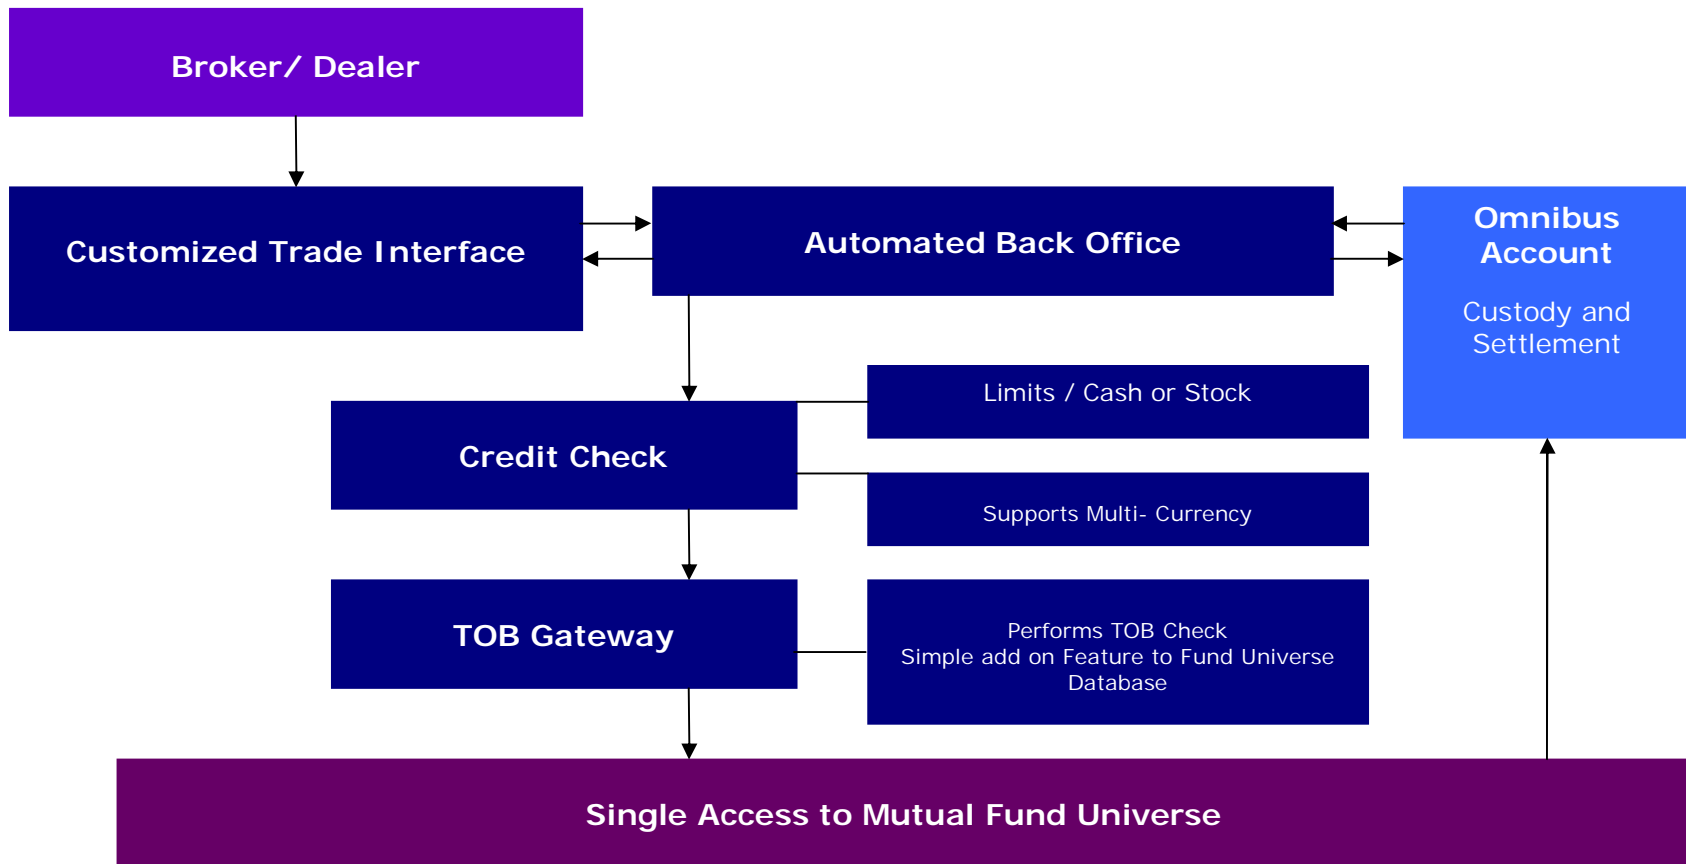 Broker/ Dealer
Customized Trade Interface
Automated Back Office
Omnibus
Account
Custody and
Settlement
Limits / Cash or Stock
Credit Check
Supports Multi- Currency
TOB Gateway
Performs TOB Check
Simple add on Feature to Fund Universe
Database
Single Access to Mutual Fund Universe